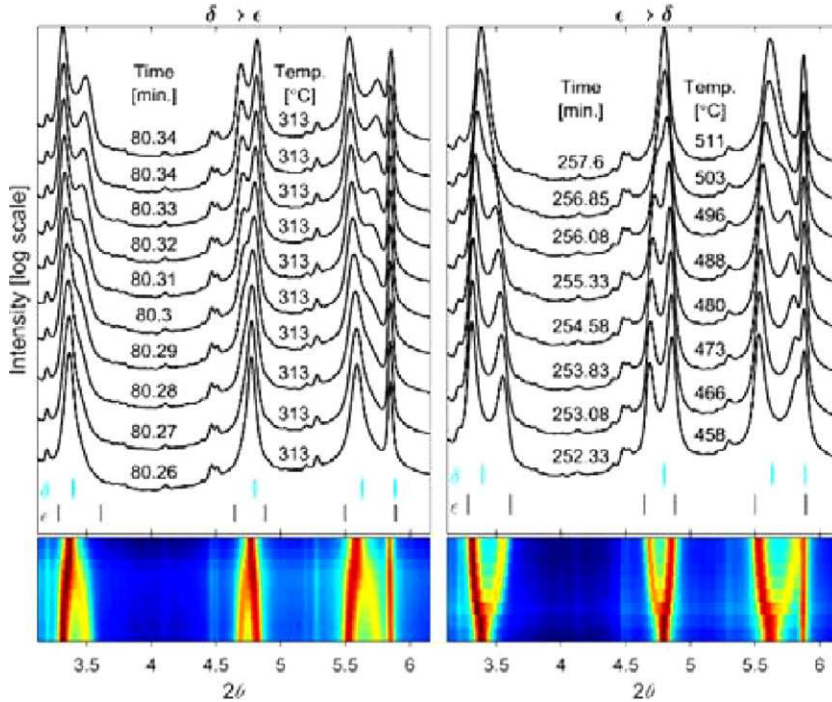 δ → ϵ
ϵ → δ
Intensity [log scale]
Time
[min.]
Temp.
[°C]
80.34
313
80.34
313
80.33
313
80.32
313
80.31
313
80.3
313
80.29
313
80.28
313
80.27
313
80.26
313
δ
ϵ
3.5
4
4.5
5
5.5
6
2θ
Time
[min.]
Temp.
[°C]
511
257.6
503
256.85
496
256.08
488
255.33
480
254.58
473
253.83
466
253.08
458
252.33
δ
ϵ
3.5
4
4.5
5
5.5
6
2θ